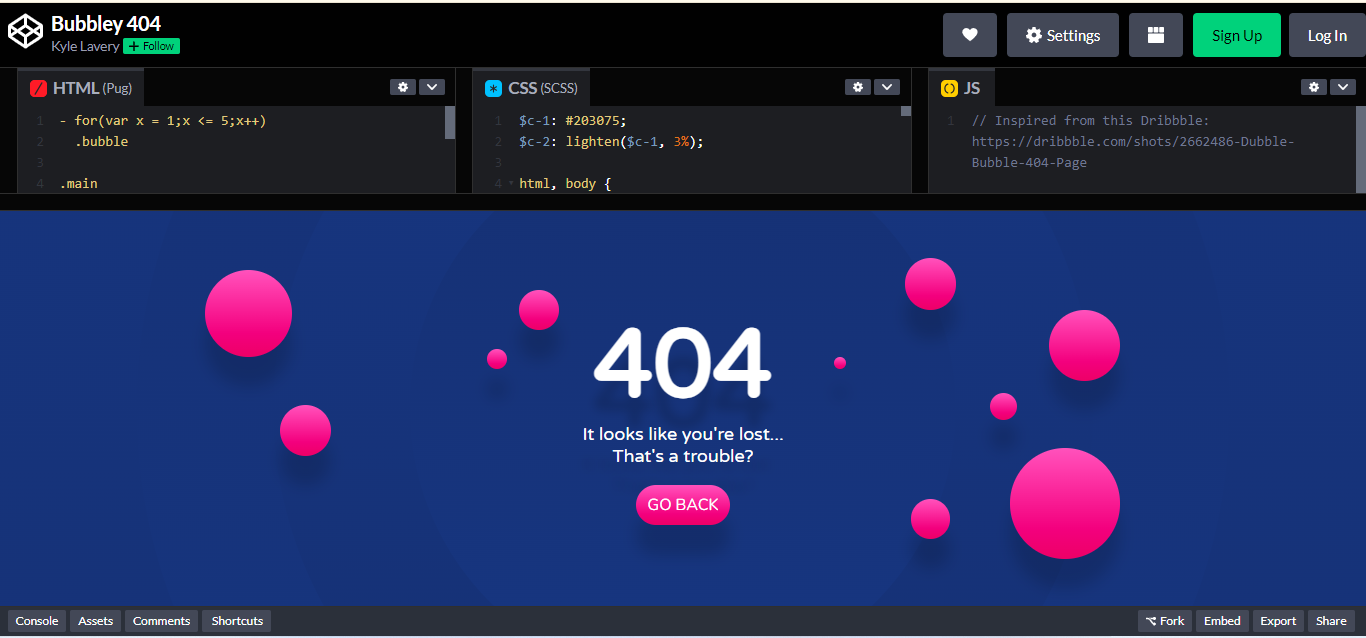 Bubbley 404
Kyle Lavery + Follow
Settings
Sign Up
Log In
HTML (Pug)
1 - for(var x = 1;x <= 5;x++)
2 .bubble
3
4 .main
* CSS (SCSS)
1 $c-1: #203075;
2 $c-2: lighten($c-1, 3%);
3
4 html, body {
() JS
1 // Inspired from this Dribbble:
https://dribbble.com/shots/2662486-Dubble-
Bubble-404-Page
404
It looks like you're lost...
That's a trouble?
GO BACK
Console Assets Comments Shortcuts
Fork Embed Export Share